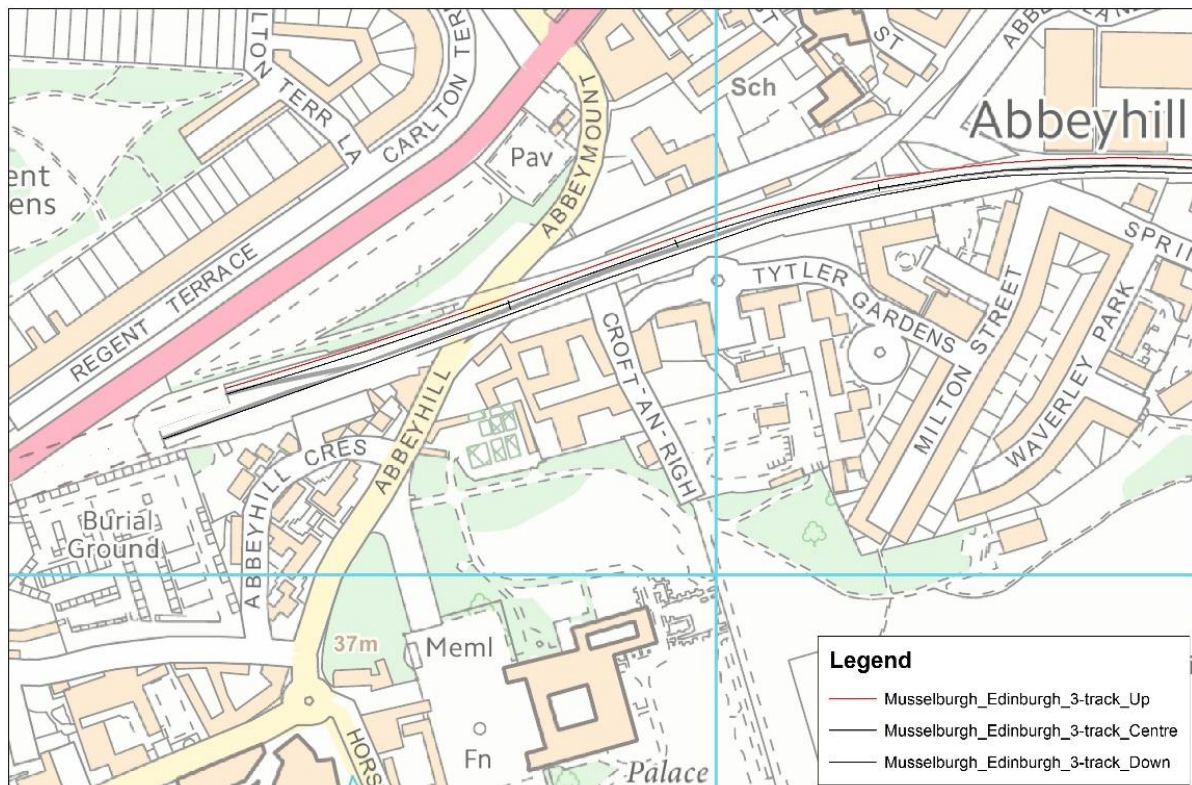 LTON TERR LA
CARLTON TERR
ABBEYMOUNT
ST
ABBE
Sch
Abbeyhill
Pav
ent
ens
REGENT TERRACE
TYTLER GARDENS
SPRI
CROFT-AN-RIGH
MILTON STREET
WAVERLEY PARK
ABBEYHILL
ABBEYHILL CRES
Burial
Ground
37m
Meml
Fn
HORS
Palace
Legend
Musselburgh_Edinburgh_3-track_Up
Musselburgh_Edinburgh_3-track_Centre
Musselburgh_Edinburgh_3-track_Down